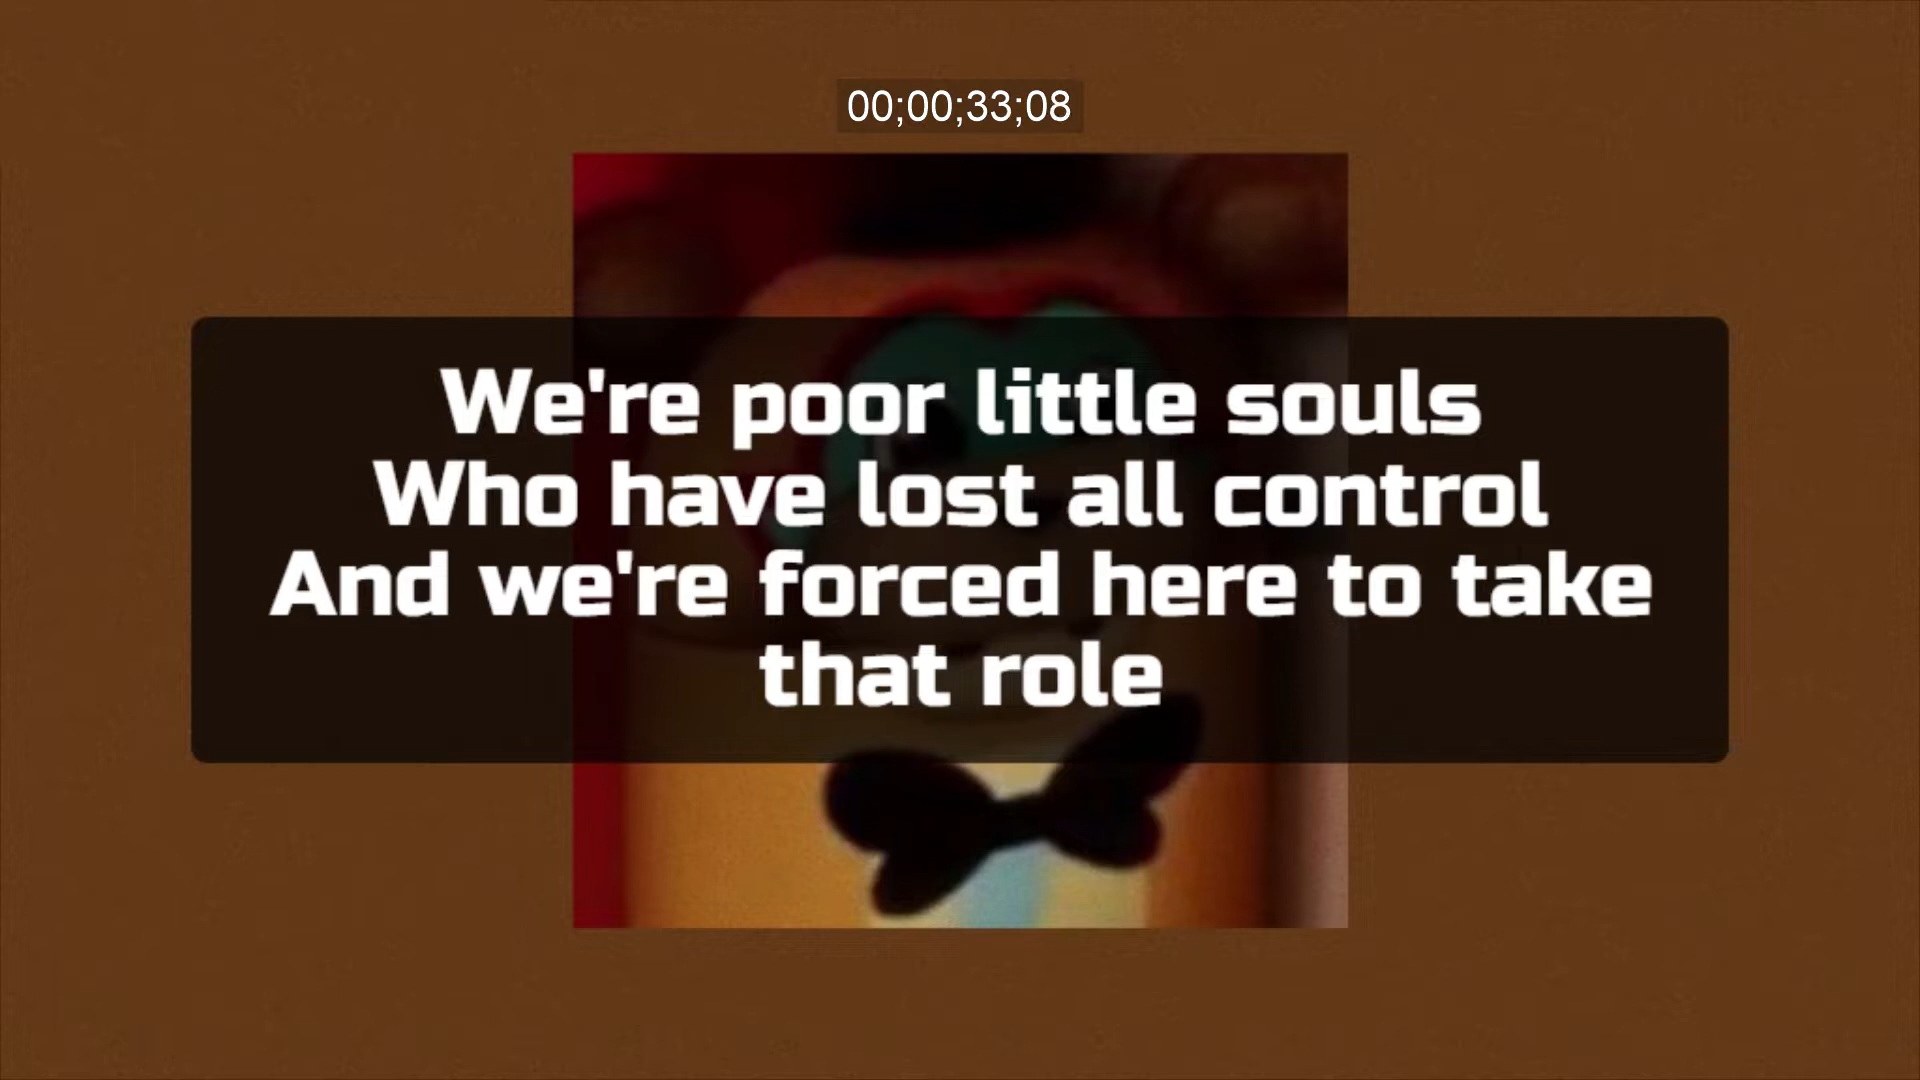 00;00;33;08
We're poor little souls
Who have lost all control
And we're forced here to take
that role